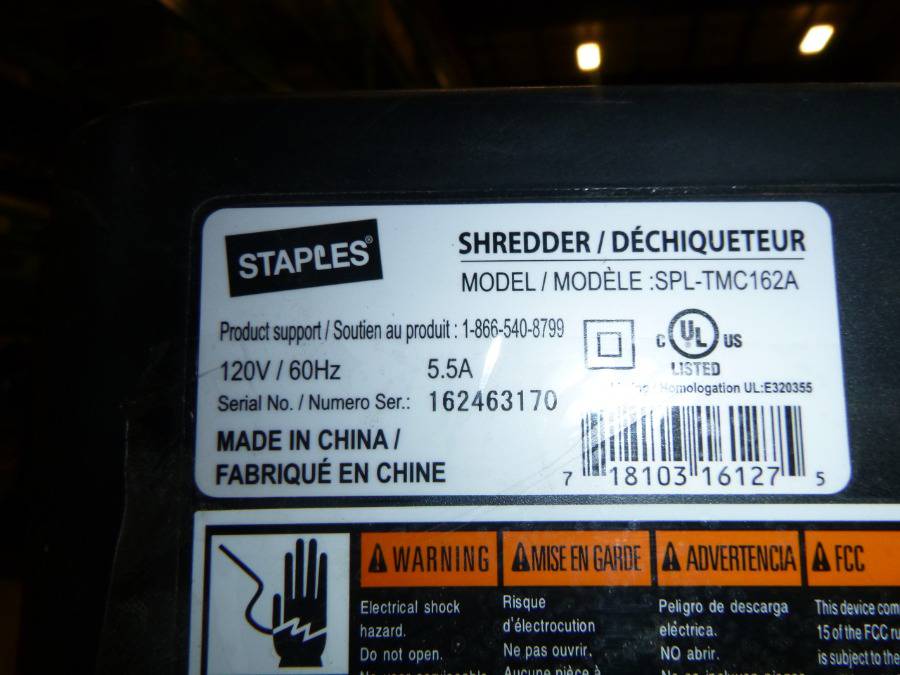 STAPLES®
SHREDDER / DÉCHIQUETEUR
MODEL / MODÈLE :SPL-TMC162A
Product support / Soutien au produit : 1-866-540-8799
120V / 60Hz 5.5A
Serial No. / Numero Ser.: 162463170
MADE IN CHINA /
FABRIQUÉ EN CHINE
C UL US
LISTED
/ Homologation UL:E320355
7 18103 16127 5
WARNING
Electrical shock
hazard.
Do not open.
MISE EN GARDE
Risque
d'électrocution
Ne pas ouvrir.
Aucune pièce à
ADVERTENCIA
Peligro de descarga
eléctrica.
NO abrir.
FCC
This device com
15 of the FCC ru
is subject to the